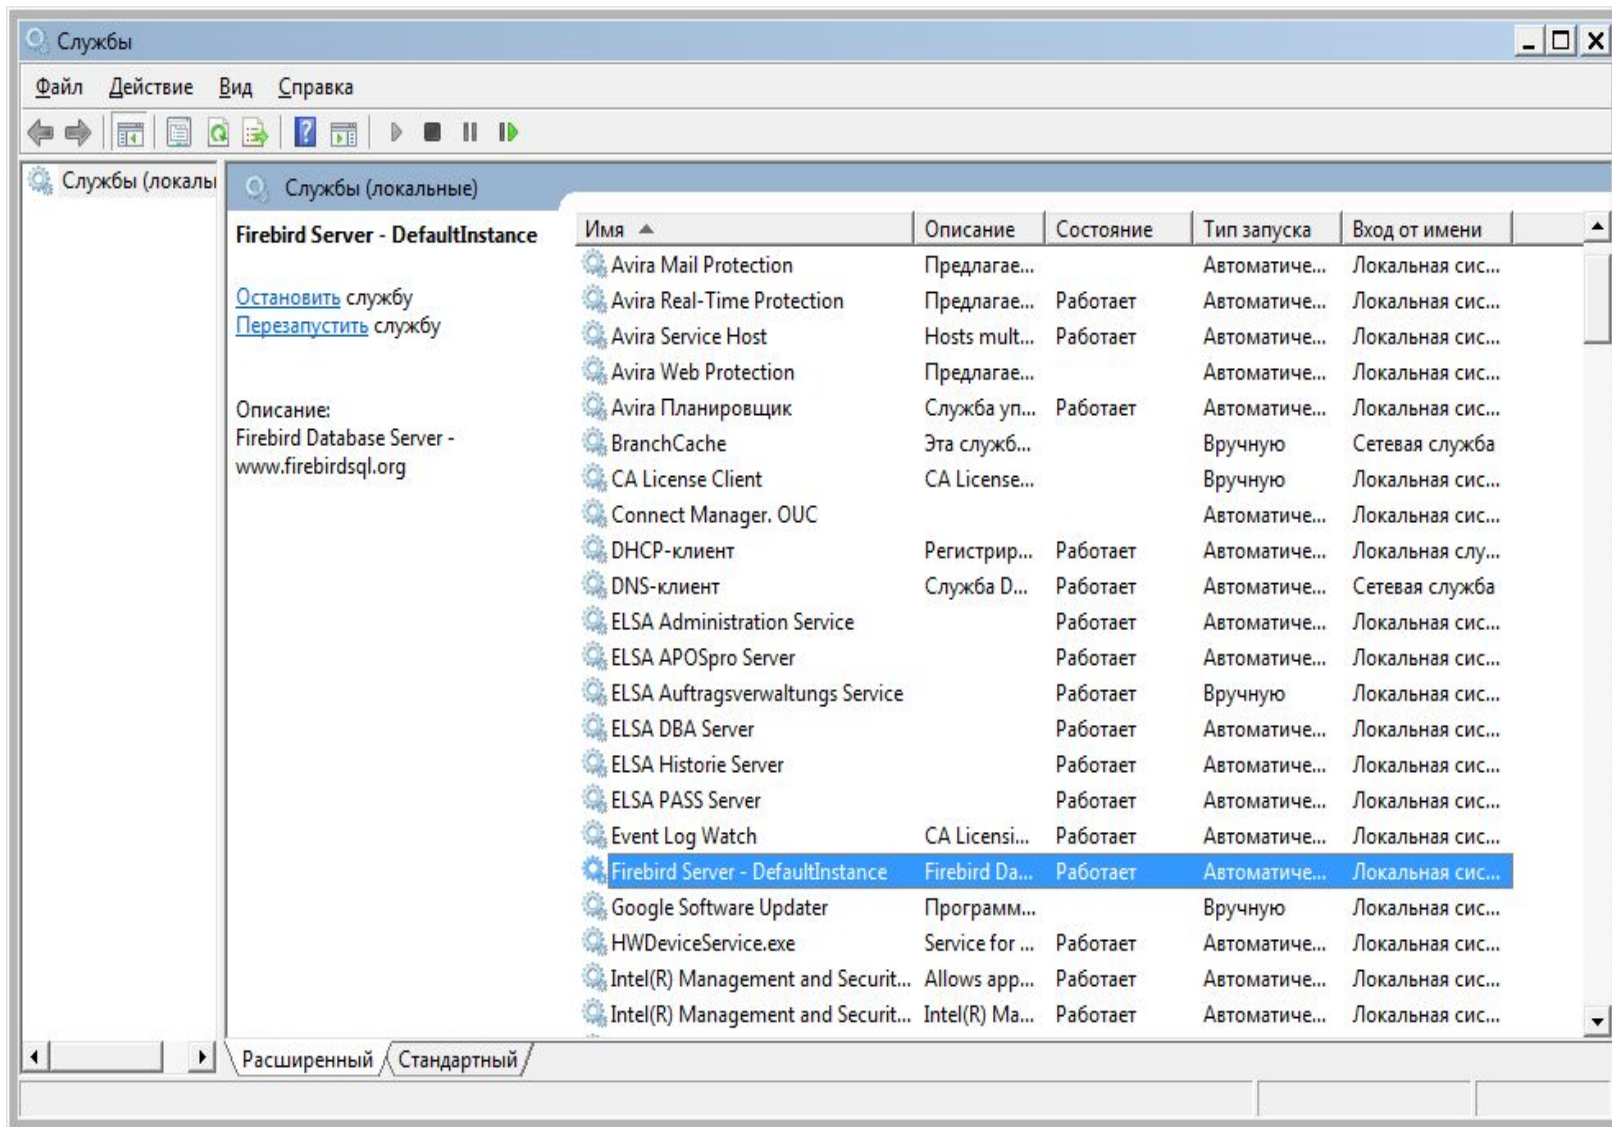 Службы
Файл Действие Вид Справка
Службы (локалы
Службы (локальные)
Firebird Server - DefaultInstance
Остановить службу
Перезапустить службу
Описание:
Firebird Database Server -
www.firebirdsql.org
Имя Описание Состояние Тип запуска Вход от имени
Avira Mail Protection Предлагае... Автоматиче... Локальная сис...
Avira Real-Time Protection Предлагае... Работает Автоматиче... Локальная сис...
Avira Service Host Hosts mult... Работает Автоматиче... Локальная сис...
Avira Web Protection Предлагае... Автоматиче... Локальная сис...
Avira Планировщик Служба уп... Работает Автоматиче... Локальная сис...
BranchCache Эта служб... Вручную Сетевая служба
CA License Client CA License... Вручную Локальная сис...
Connect Manager. OUC Автоматиче... Локальная сис...
DHCP-клиент Регистрир... Работает Автоматиче... Локальная слу...
DNS-клиент Служба D... Работает Автоматиче... Сетевая служба
ELSA Administration Service Работает Автоматиче... Локальная сис...
ELSA APOSpro Server Работает Автоматиче... Локальная сис...
ELSA Auftragsverwaltungs Service Работает Вручную Локальная сис...
ELSA DBA Server Работает Автоматиче... Локальная сис...
ELSA Historie Server Работает Автоматиче... Локальная сис...
ELSA PASS Server Работает Автоматиче... Локальная сис...
Event Log Watch CA Licensi... Работает Автоматиче... Локальная сис...
Firebird Server - DefaultInstance Firebird Da... Работает Автоматиче... Локальная сис...
Google Software Updater Программ... Вручную Локальная сис...
HWDeviceService.exe Service for ... Работает Автоматиче... Локальная сис...
Intel(R) Management and Securit... Allows app... Работает Автоматиче... Локальная сис...
Intel(R) Management and Securit... Intel(R) Ma... Работает Автоматиче... Локальная сис...
Расширенный Стандартный